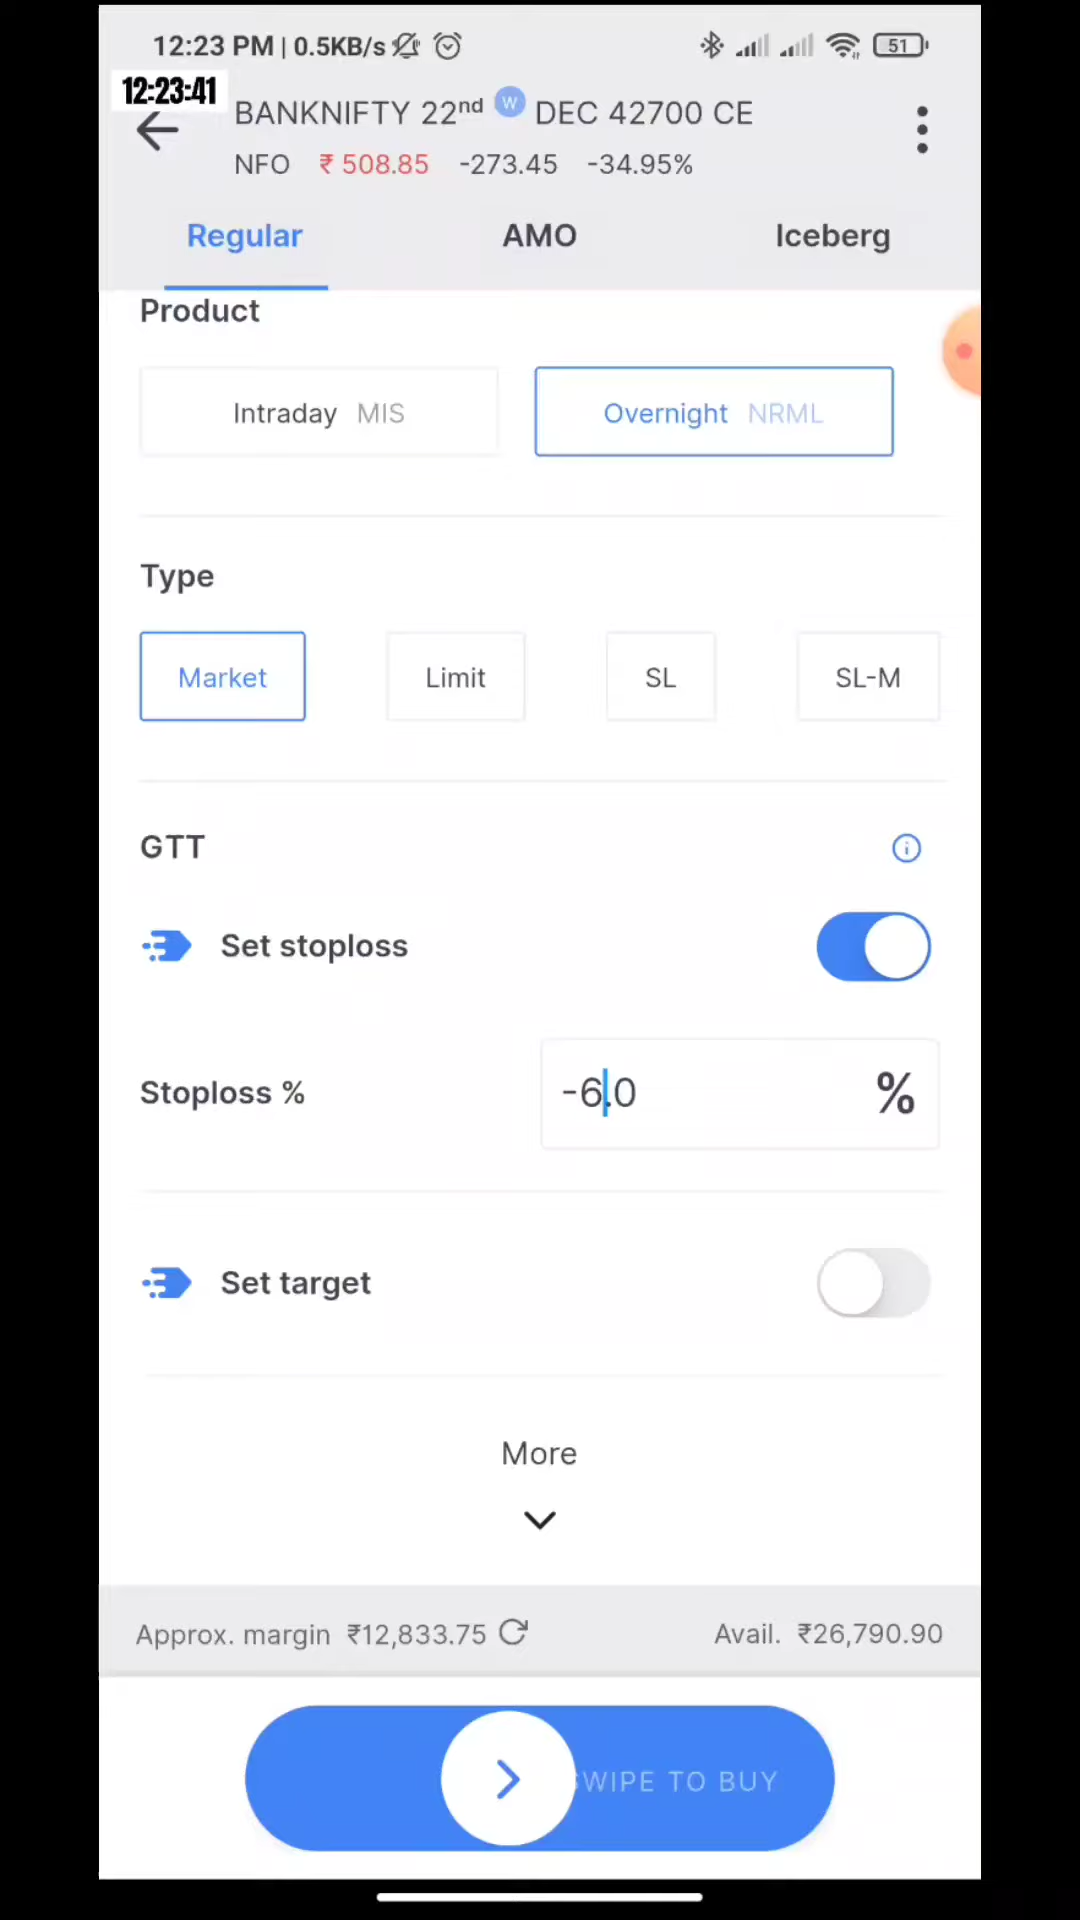 12:23 PM | 0.5KB/s 51
12:23:41
BANKNIFTY 22nd W DEC 42700 CE
NFO ₹ 508.85 -273.45 -34.95%
Regular AMO Iceberg
Product
Intraday MIS Overnight NRML
Type
Market Limit SL SL-M
GTT
Set stoploss
Stoploss % -6.0 %
Set target
More
Approx. margin ₹12,833.75 Avail. ₹26,790.90
SWIPE TO BUY